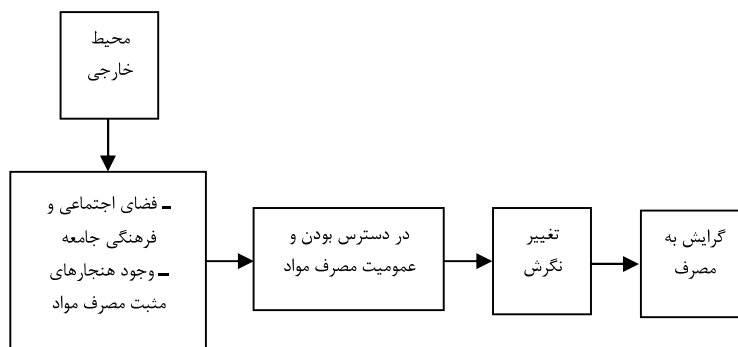 محیط
خارجی
ـ فضای اجتماعی و
فرهنگی جامعه
ـ وجود هنجارهای
مثبت مصرف مواد
در دسترس بودن و
عمومیت مصرف مواد
تغییر
نگرش
گرایش به
مصرف